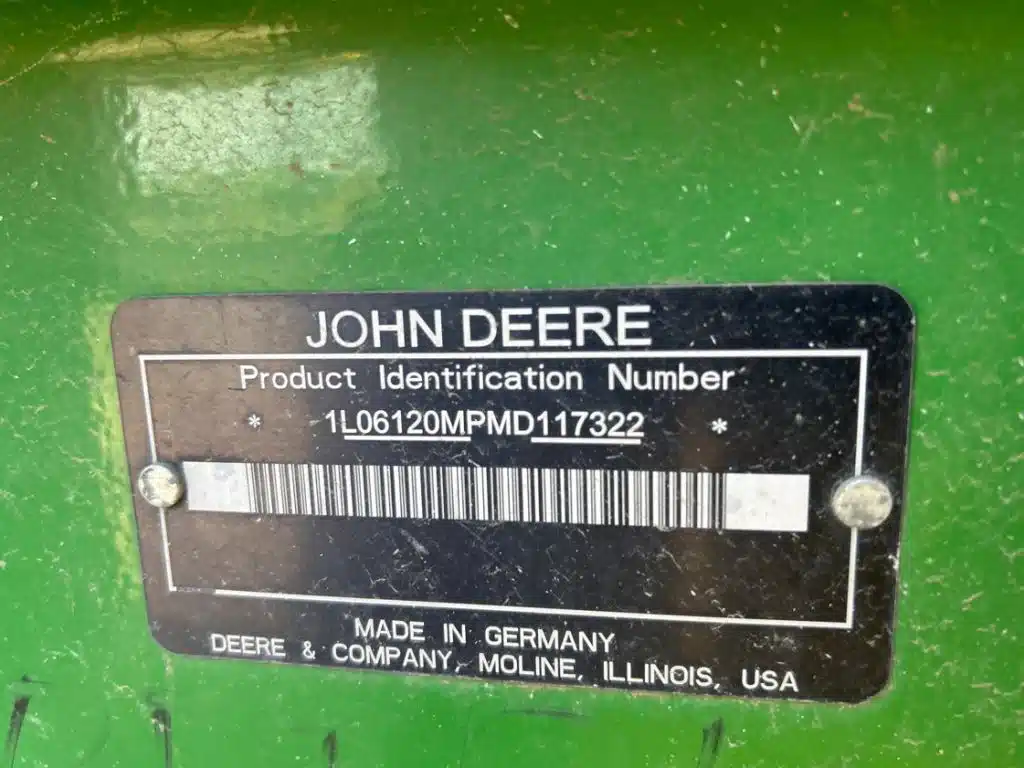 JOHN DEERE
Product Identification Number
* 1L06120MPMD117322 *
MADE IN GERMANY
DEERE & COMPANY, MOLINE, ILLINOIS, USA